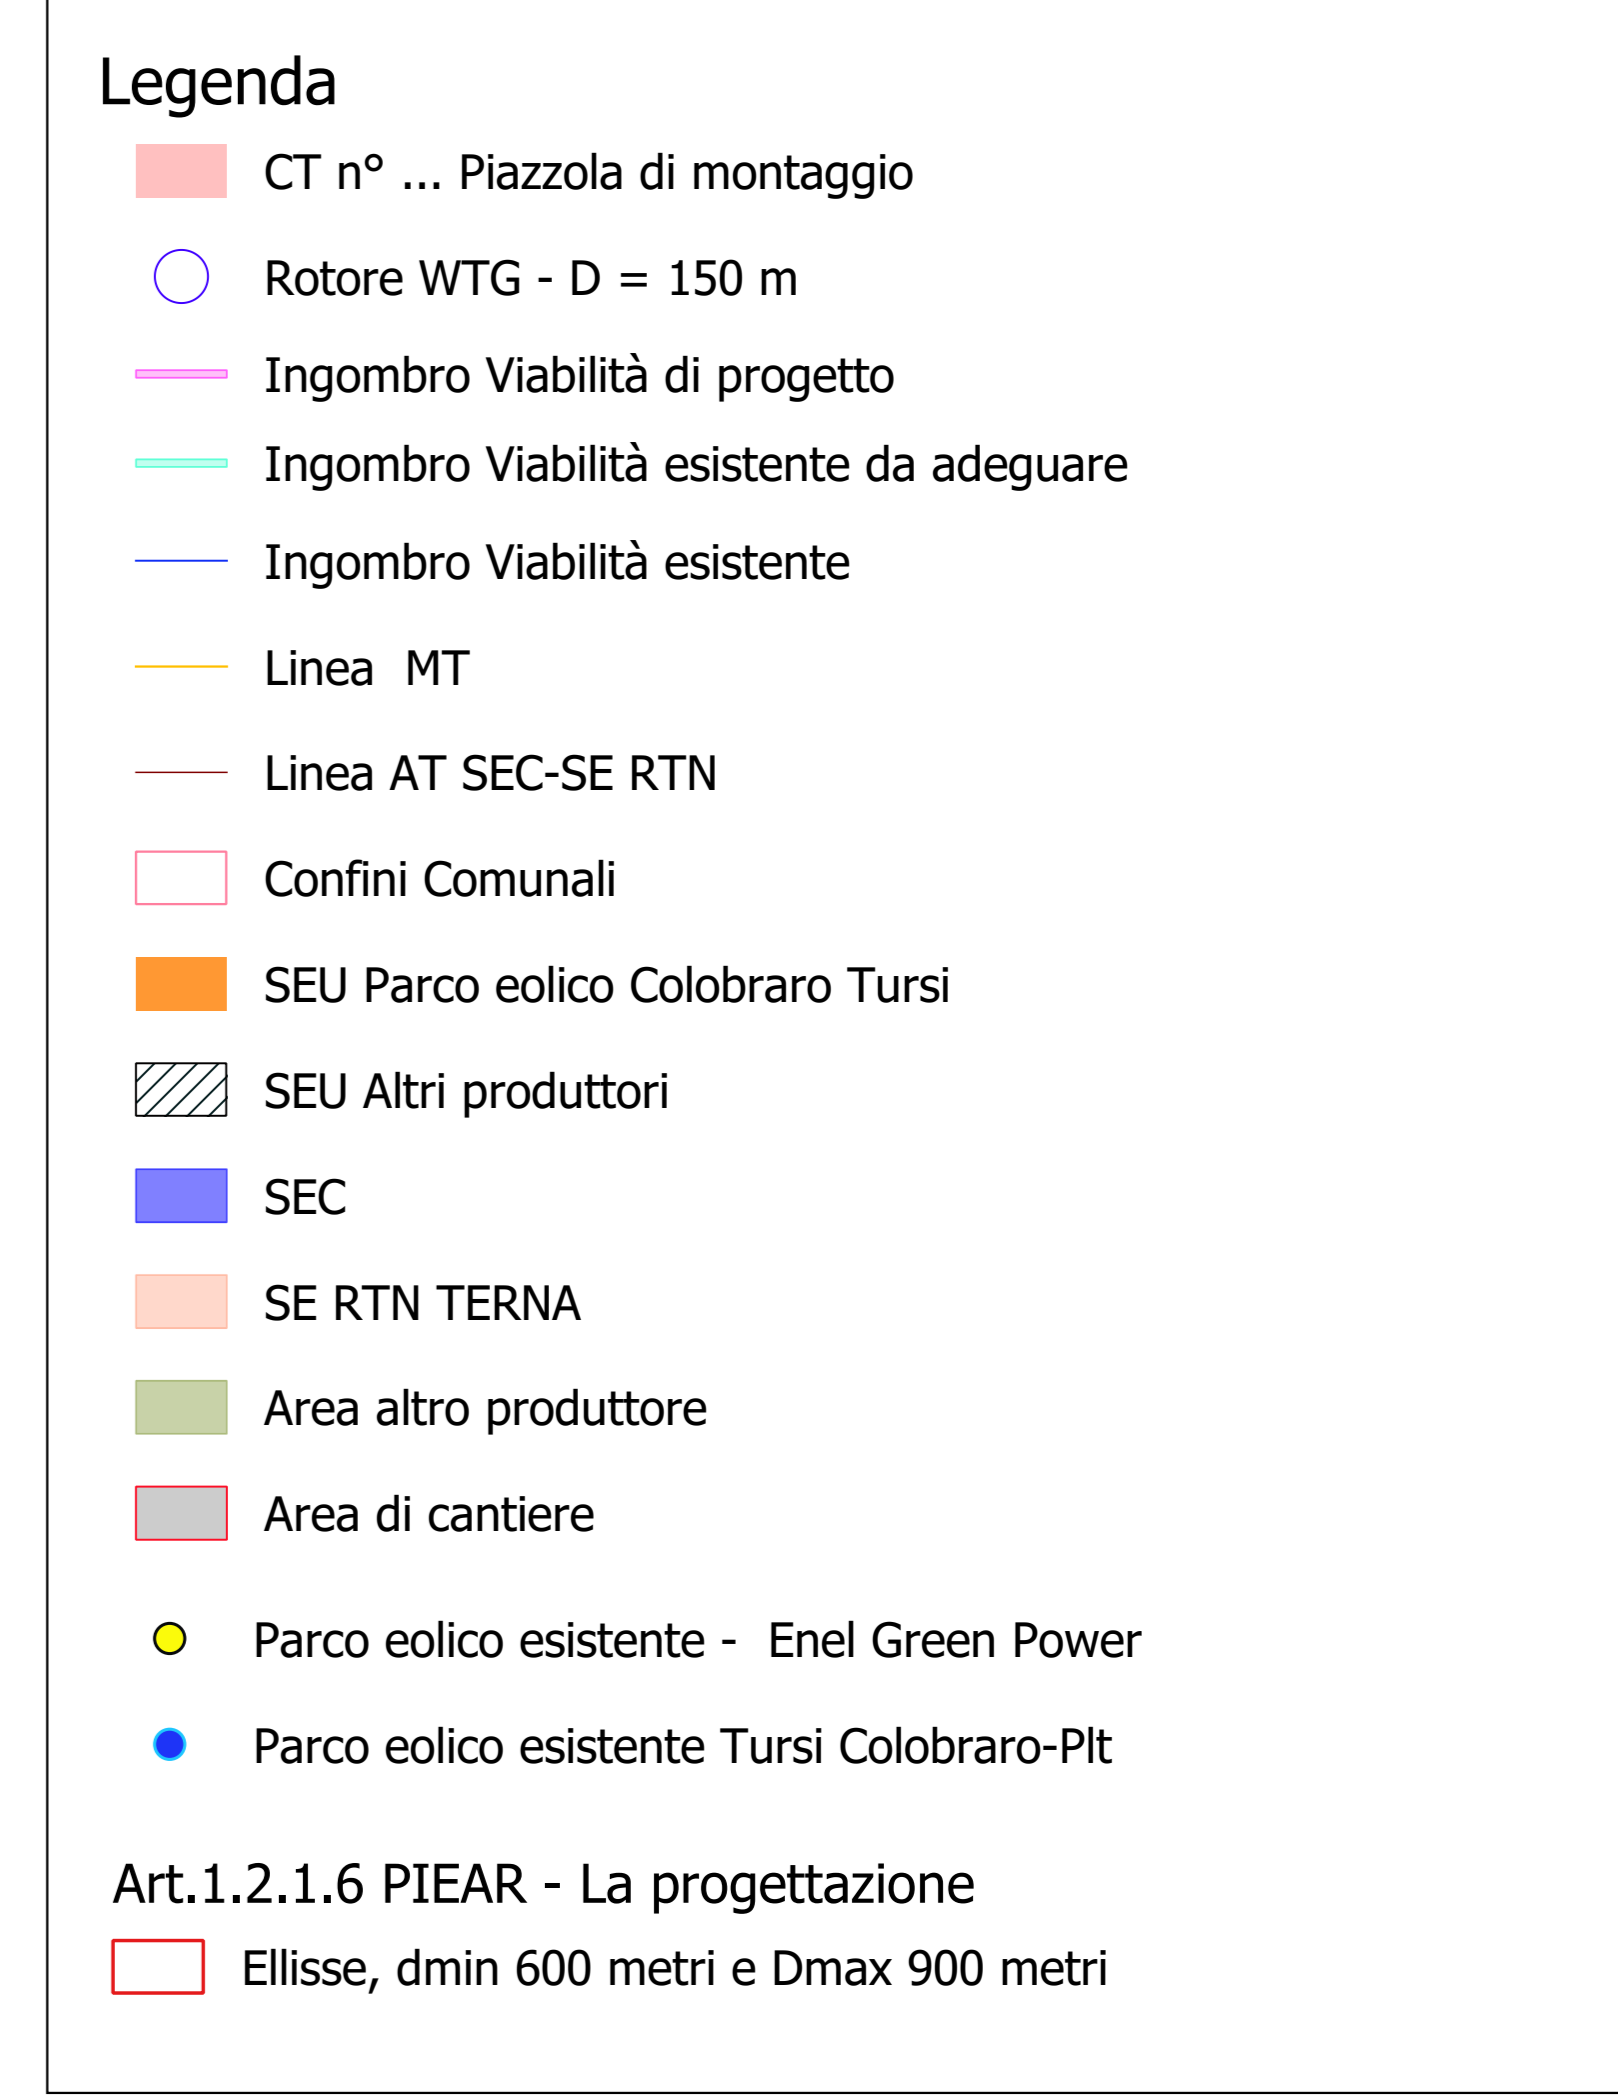 Legenda
CT n° ... Piazzola di montaggio
Rotore WTG - D = 150 m
Ingombro Viabilità di progetto
Ingombro Viabilità esistente da adeguare
Ingombro Viabilità esistente
Linea  MT
Linea AT SEC-SE RTN
Confini Comunali
SEU Parco eolico Colobraro Tursi
SEU Altri produttori
SEC
SE RTN TERNA
Area altro produttore
Area di cantiere
Parco eolico esistente -  Enel Green Power
Parco eolico esistente Tursi Colobraro-Plt
Art.1.2.1.6 PIEAR - La progettazione
Ellisse, dmin 600 metri e Dmax 900 metri